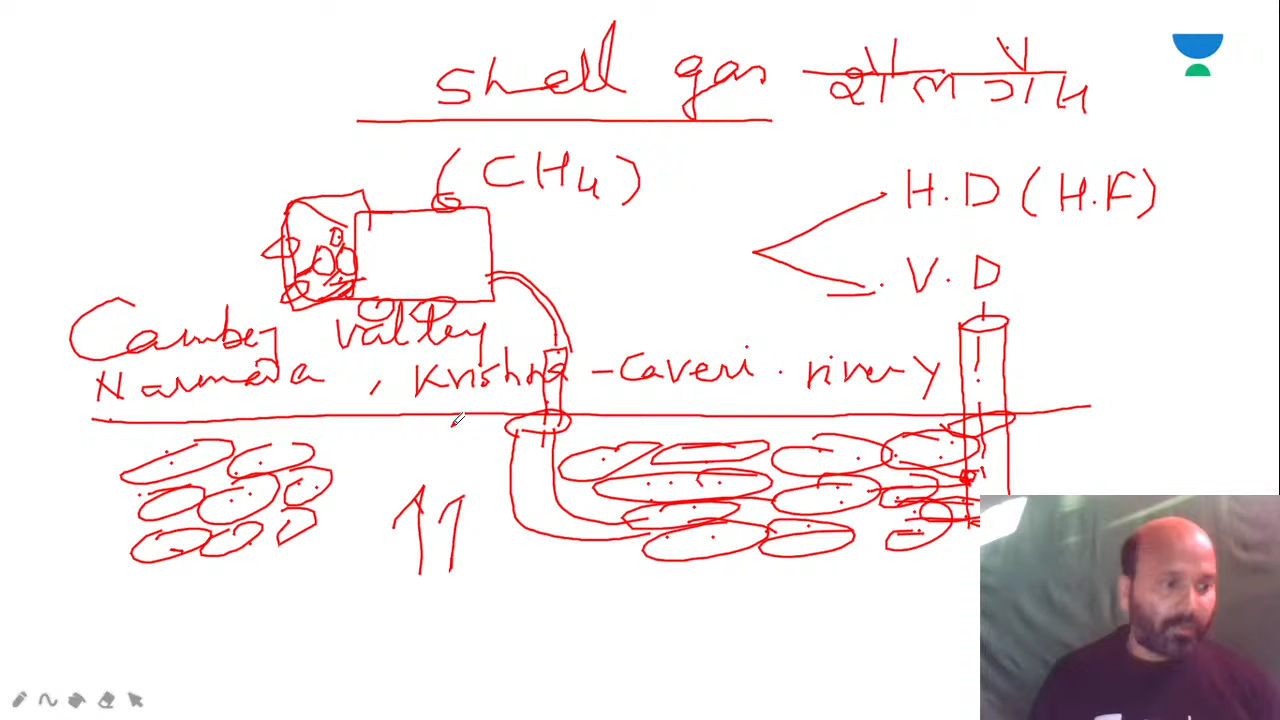 Shell gas शैल गैस
(CH4)
H.D (H.F)
V.D
Cambey Valley
Narmada, Krishna - Caveri. river y